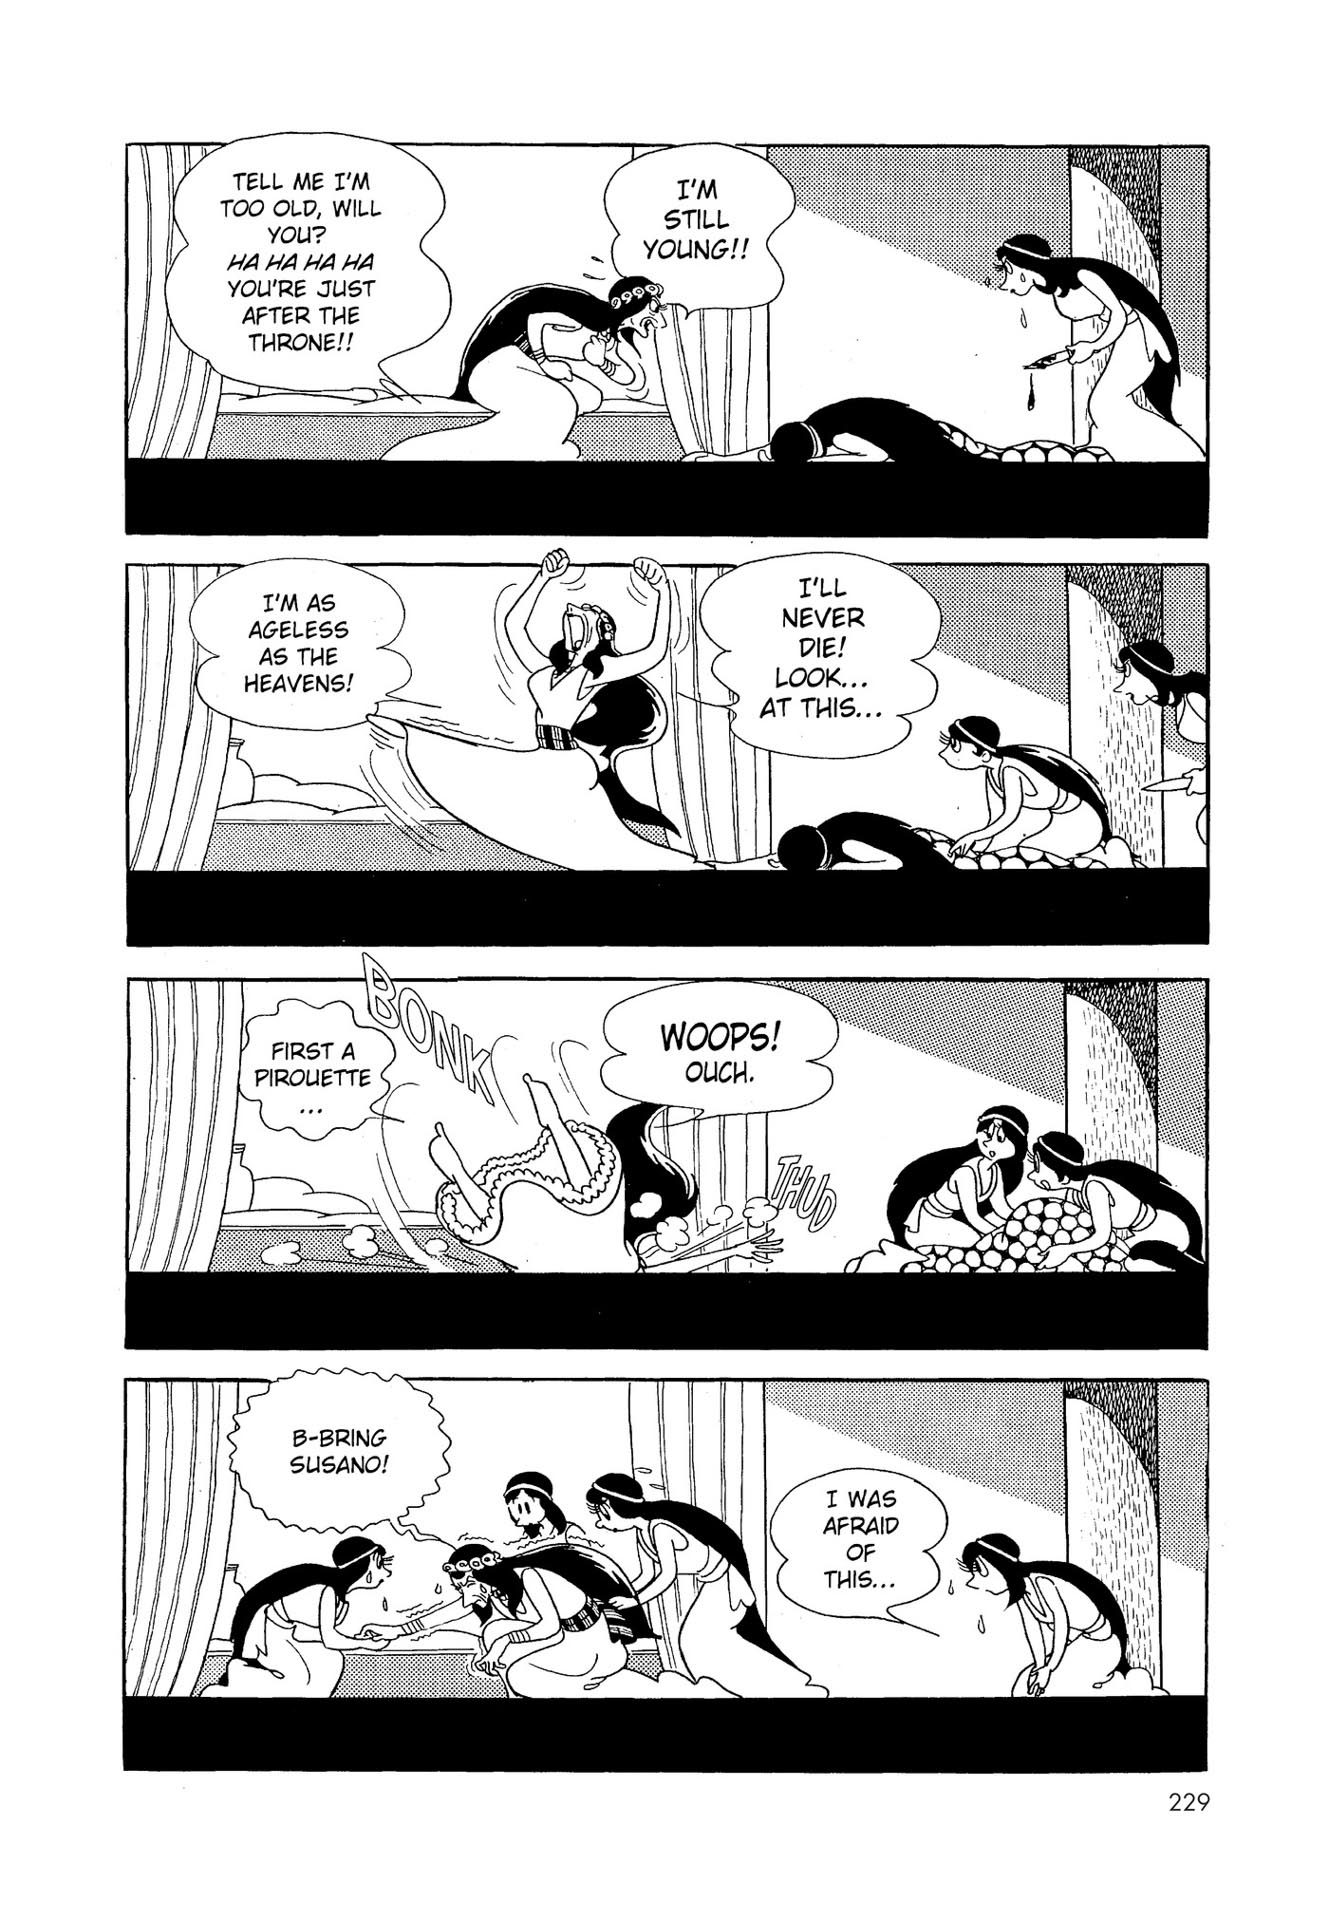 TELL ME I'M
TOO OLD, WILL
YOU?
HA HA HA HA
YOU'RE JUST
AFTER THE
THRONE!!
I'M
STILL
YOUNG!!
I'M AS
AGELESS
AS THE
HEAVENS!
I'LL
NEVER
DIE!
LOOK...
AT THIS...
FIRST A
PIROUETTE
...
BONK
WOOPS!
OUCH.
THUD
B-BRING
SUSANO!
I WAS
AFRAID
OF
THIS...
229